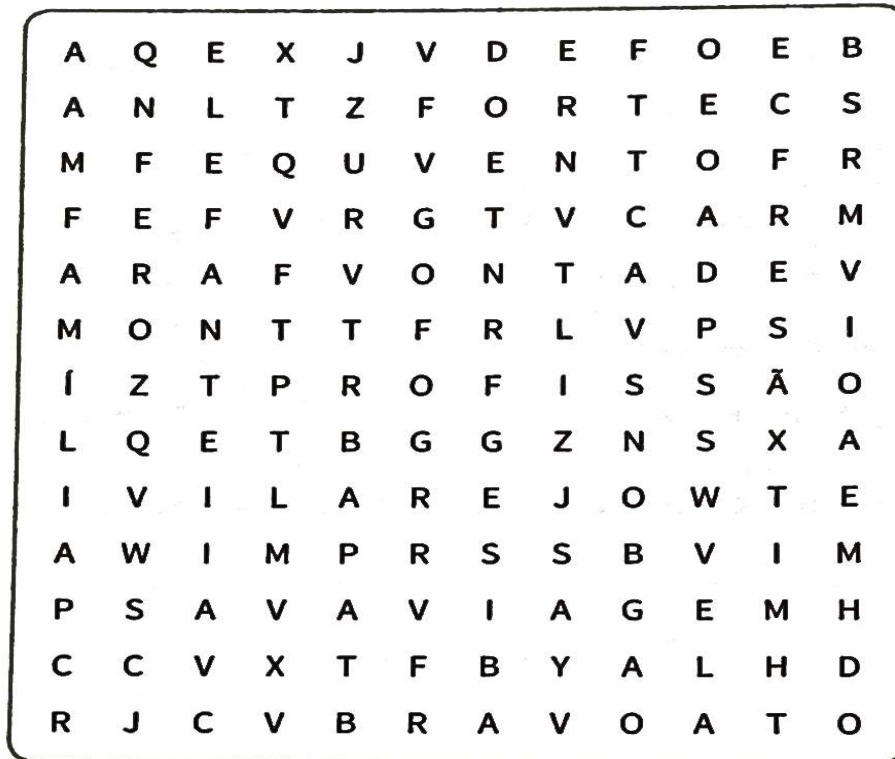 A Q E X J V D E F O E B
A N L T Z F O R T E C S
M F E Q U V E N T O F R
F E F V R G T V C A R M
A R A F V O N T A D E V
M O N T T F R L V P S I
Í Z T P R O F I S S Ã O
L Q E T B G G Z N S X A
I V I L A R E J O W T E
A W I M P R S S B V I M
P S A V A V I A G E M H
C C V X T F B Y A L H D
R J C V B R A V O A T O